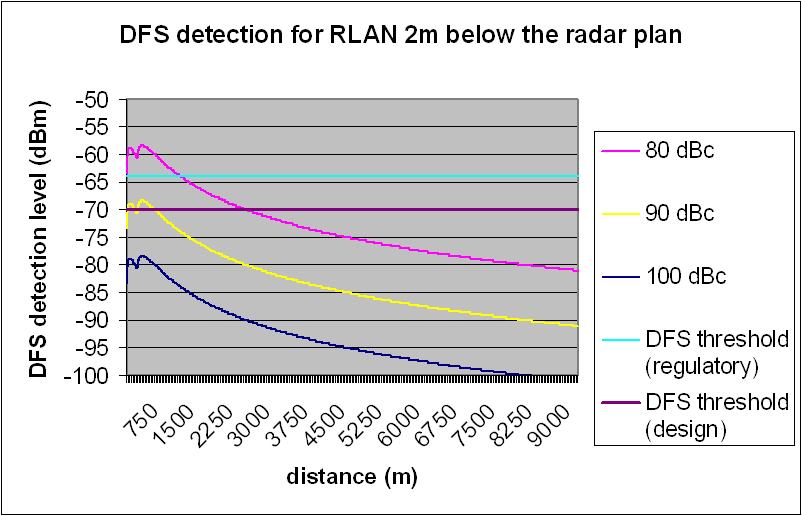 DFS detection for RLAN 2m below the radar plan
DFS detection level (dBm)
-50
-55
-60
-65
-70
-75
-80
-85
-90
-95
-100
750
1500
2250
3000
3750
4500
5250
6000
6750
7500
8250
9000
distance (m)
80 dBc
90 dBc
100 dBc
DFS threshold
(regulatory)
DFS threshold
(design)